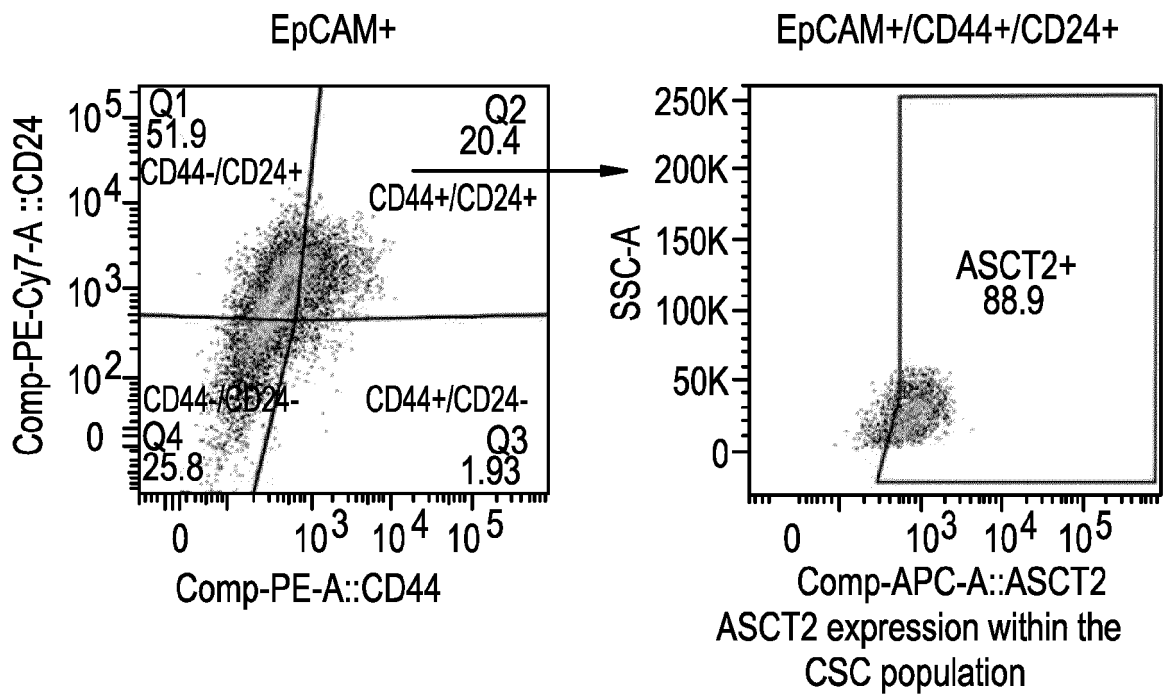 EpCAM+
Comp-PE-Cy7-A ::CD24
10^5
10^4
10^3
10^2
0
Q1
51.9
CD44-/CD24+
Q2
20.4
CD44+/CD24+
CD44-/CD24-
Q4
25.8
CD44+/CD24-
Q3
1.93
0 10^3 10^4 10^5
Comp-PE-A::CD44
EpCAM+/CD44+/CD24+
SSC-A
250K
200K
150K
100K
50K
0
ASCT2+
88.9
0 10^3 10^4 10^5
Comp-APC-A::ASCT2
ASCT2 expression within the
CSC population